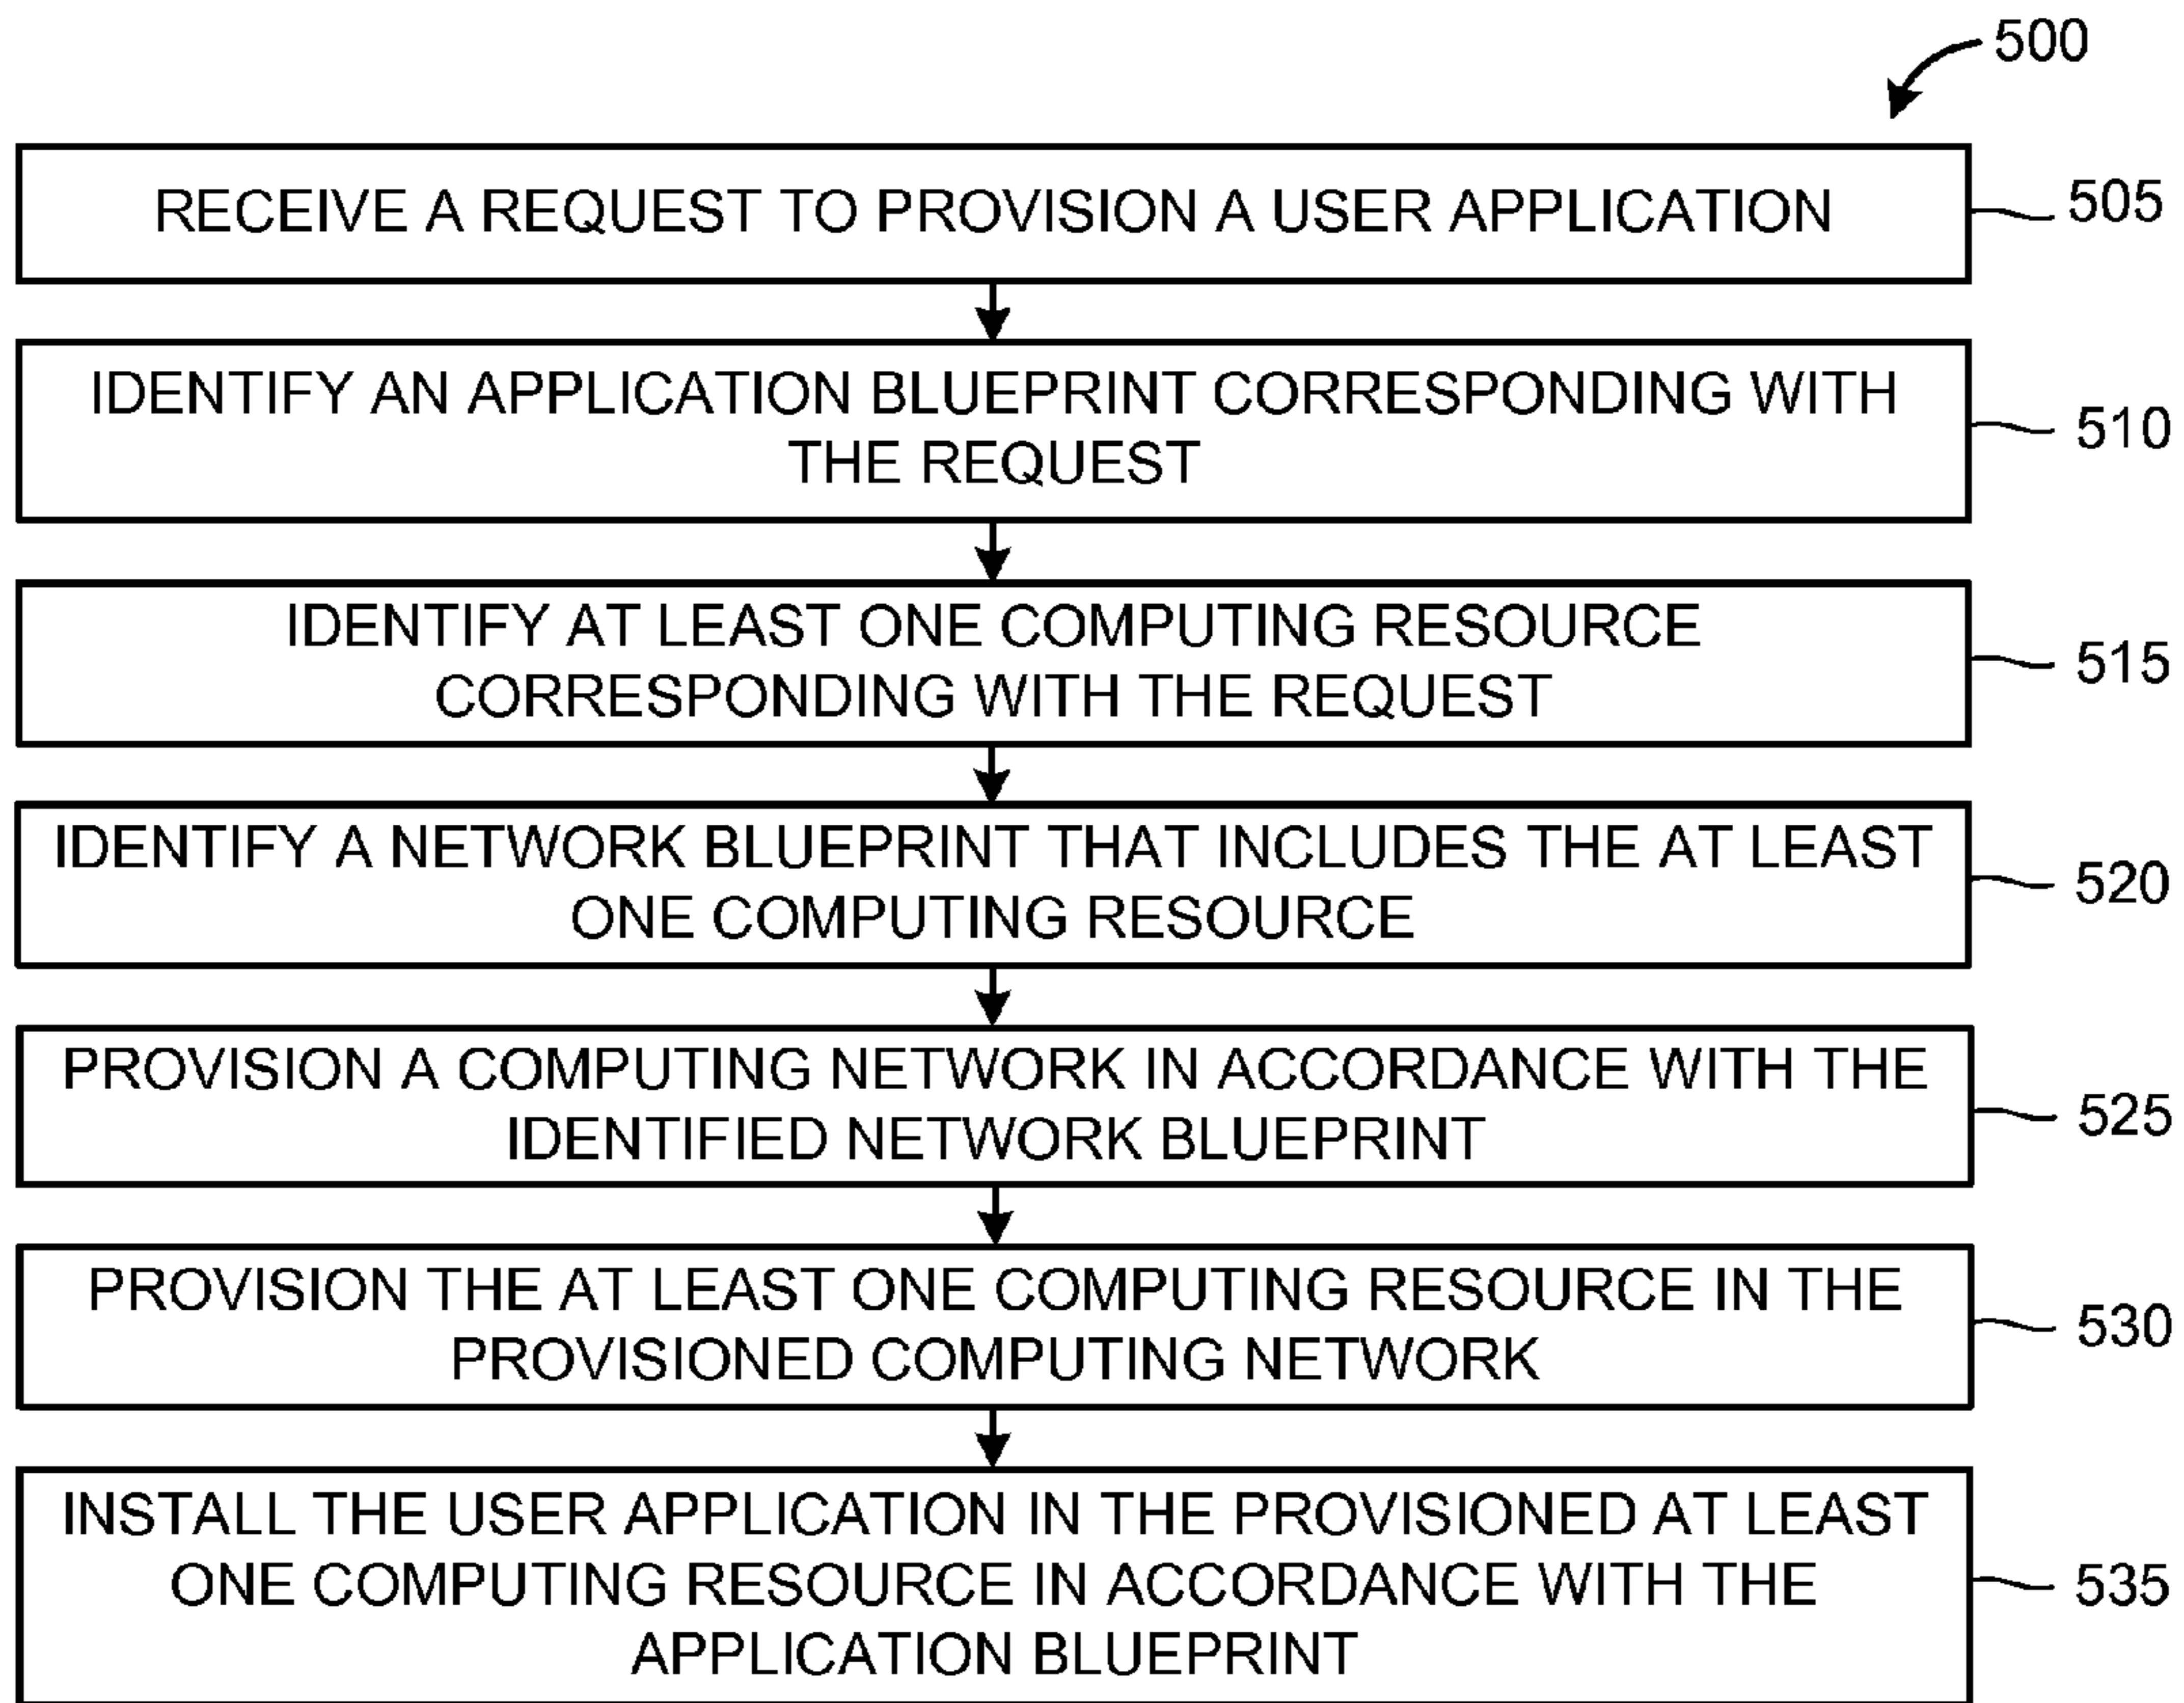 500
RECEIVE A REQUEST TO PROVISION A USER APPLICATION
505
IDENTIFY AN APPLICATION BLUEPRINT CORRESPONDING WITH
THE REQUEST
510
IDENTIFY AT LEAST ONE COMPUTING RESOURCE
CORRESPONDING WITH THE REQUEST
515
IDENTIFY A NETWORK BLUEPRINT THAT INCLUDES THE AT LEAST
ONE COMPUTING RESOURCE
520
PROVISION A COMPUTING NETWORK IN ACCORDANCE WITH THE
IDENTIFIED NETWORK BLUEPRINT
525
PROVISION THE AT LEAST ONE COMPUTING RESOURCE IN THE
PROVISIONED COMPUTING NETWORK
530
INSTALL THE USER APPLICATION IN THE PROVISIONED AT LEAST
ONE COMPUTING RESOURCE IN ACCORDANCE WITH THE
APPLICATION BLUEPRINT
535